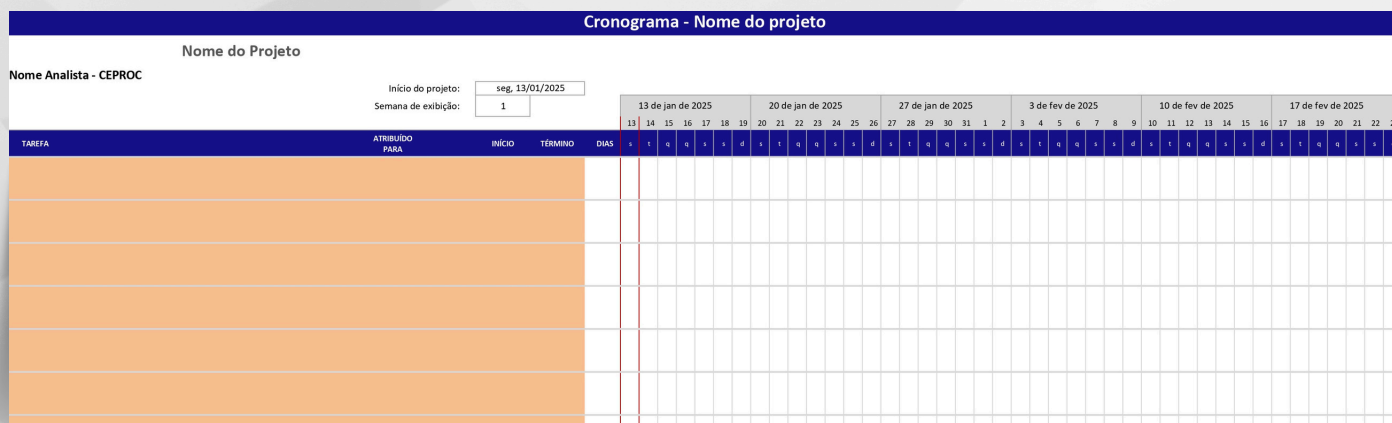 Cronograma - Nome do projeto
Nome do Projeto
Nome Analista - CEPROC
Início do projeto: seg, 13/01/2025
Semana de exibição: 1
13 de jan de 2025 20 de jan de 2025 27 de jan de 2025 3 de fev de 2025 10 de fev de 2025 17 de fev de 2025
13 14 15 16 17 18 19 20 21 22 23 24 25 26 27 28 29 30 31 1 2 3 4 5 6 7 8 9 10 11 12 13 14 15 16 17 18 19 20 21 22
TAREFA ATRIBUÍDO PARA INÍCIO TÉRMINO DIAS s t q q s s d s t q q s s d s t q q s s d s t q q s s d s t q q s s d s t q q s s